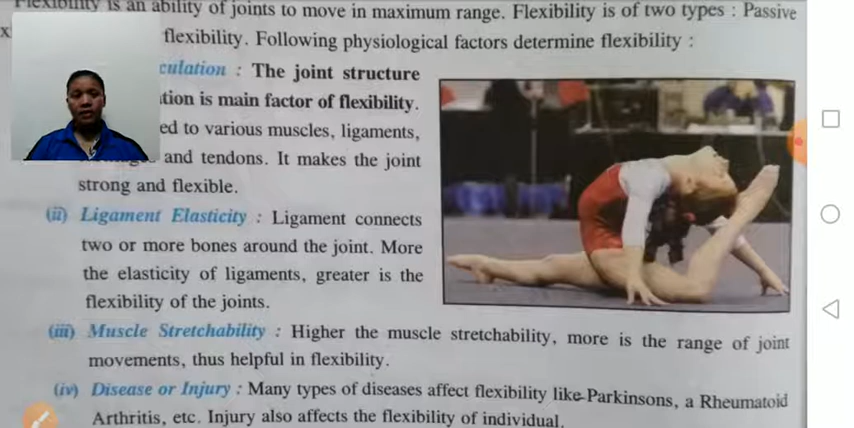 Flexibility is an ability of joints to move in maximum range. Flexibility is of two types : Passive
flexibility. Following physiological factors determine flexibility :
culation : The joint structure
tion is main factor of flexibility.
ed to various muscles, ligaments,
and tendons. It makes the joint
strong and flexible.
(ii) Ligament Elasticity : Ligament connects
two or more bones around the joint. More
the elasticity of ligaments, greater is the
flexibility of the joints.
(iii) Muscle Stretchability : Higher the muscle stretchability, more is the range of joint
movements, thus helpful in flexibility.
(iv) Disease or Injury : Many types of diseases affect flexibility like Parkinsons, a Rheumatoid
Arthritis, etc. Injury also affects the flexibility of individual.